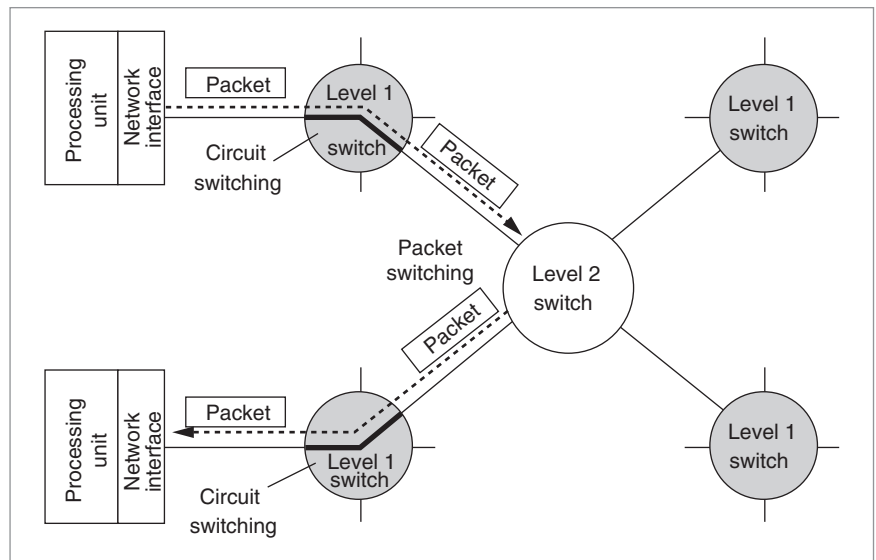 Processing
unit
Network
interface
Packet
Level 1
switch
Circuit
switching
Packet
Level 1
switch
Packet
switching
Level 2
switch
Packet
Processing
unit
Network
interface
Packet
Level 1
switch
Circuit
switching
Level 1
switch